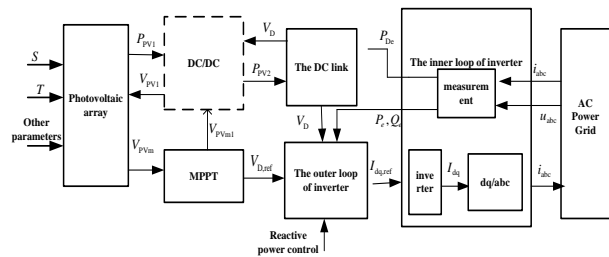 S
T
Other
parameters
Photovoltaic
array
P_PV1
V_PV1
V_PVm
DC/DC
V_PVm1
MPPT
V_D
P_PV2
V_D,ref
The DC link
V_D
P_De
P_e , Q_e
The outer loop
of inverter
Reactive
power control
I_dq,ref
The inner loop of inverter
measurem
ent
inve
rter
I_dq
dq/abc
i_abc
u_abc
i_abc
AC
Power
Grid